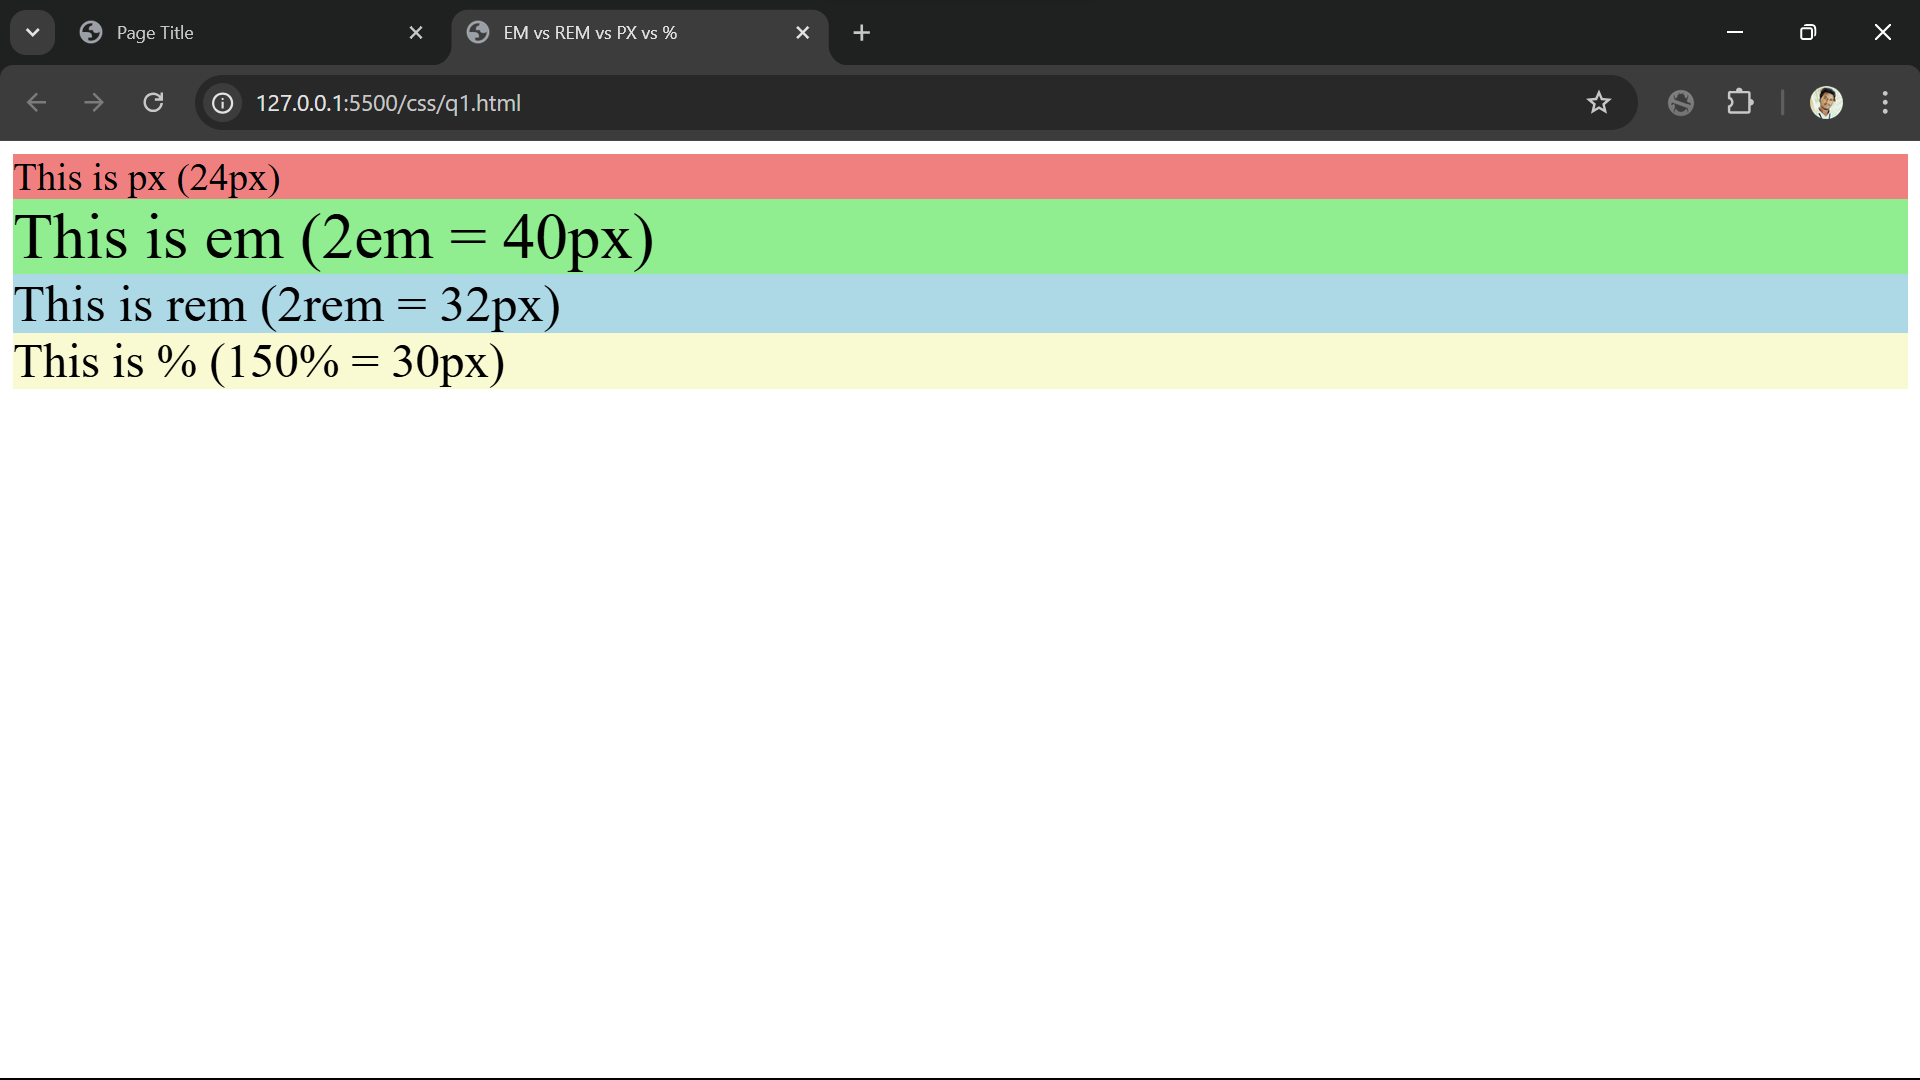 Page Title
EM vs REM vs PX vs %
127.0.0.1:5500/css/q1.html
This is px (24px)
This is em (2em = 40px)
This is rem (2rem = 32px)
This is % (150% = 30px)